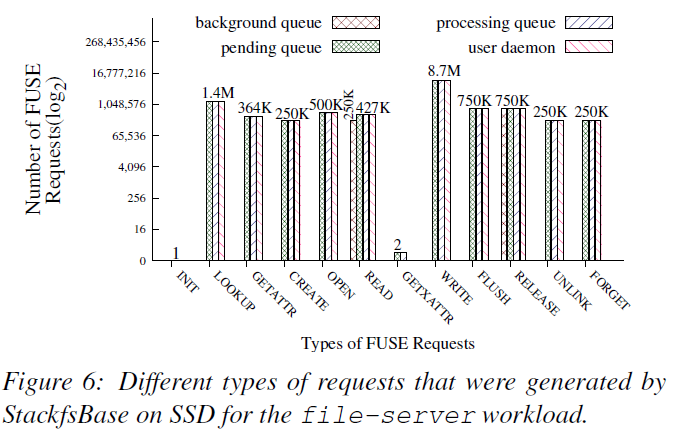 background queue
pending queue
processing queue
user daemon
Number of FUSE
Requests(log2)
268,435,456
16,777,216
1,048,576
65,536
4,096
256
16
0
1
1.4M
364K
250K
500K
250K
427K
2
8.7M
750K
750K
250K
250K
INIT
LOOKUP
GETATTR
CREATE
OPEN
READ
GETXATTR
WRITE
FLUSH
RELEASE
UNLINK
FORGET
Types of FUSE Requests
Figure 6: Different types of requests that were generated by
StackfsBase on SSD for the file-server workload.